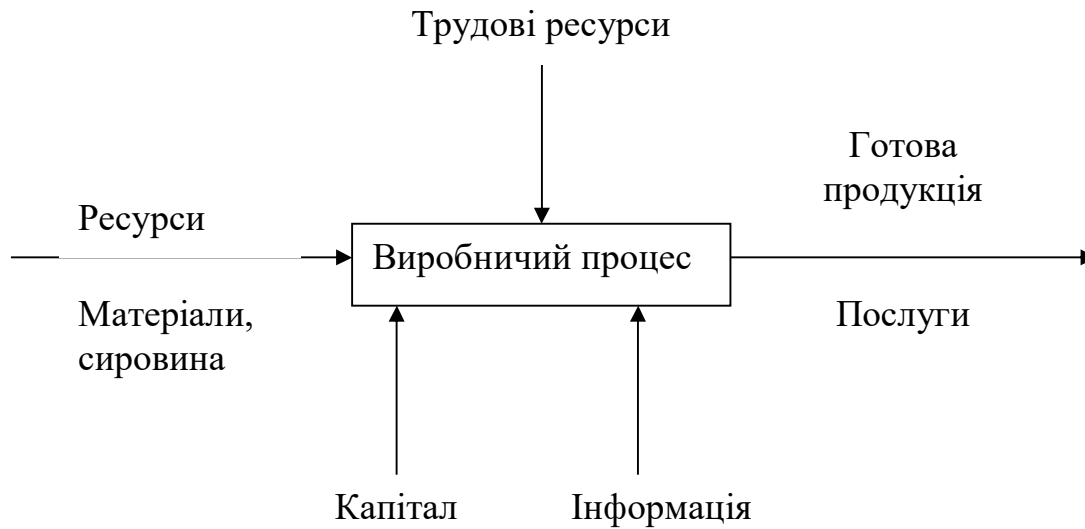 Трудові ресурси
Готова
продукція
Ресурси
Виробничий процес
Матеріали,
сировина
Послуги
Капітал
Інформація